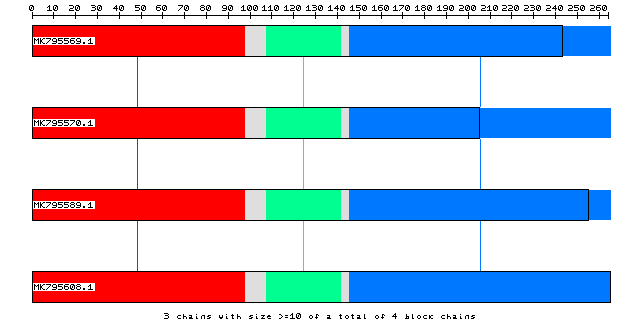 0 10 20 30 40 50 60 70 80 90 100 110 120 130 140 150 160 170 180 190 200 210 220 230 240 250 260
MK795569.1
MK795570.1
MK795589.1
MK795608.1
3 chains with size >=10 of a total of 4 block chains